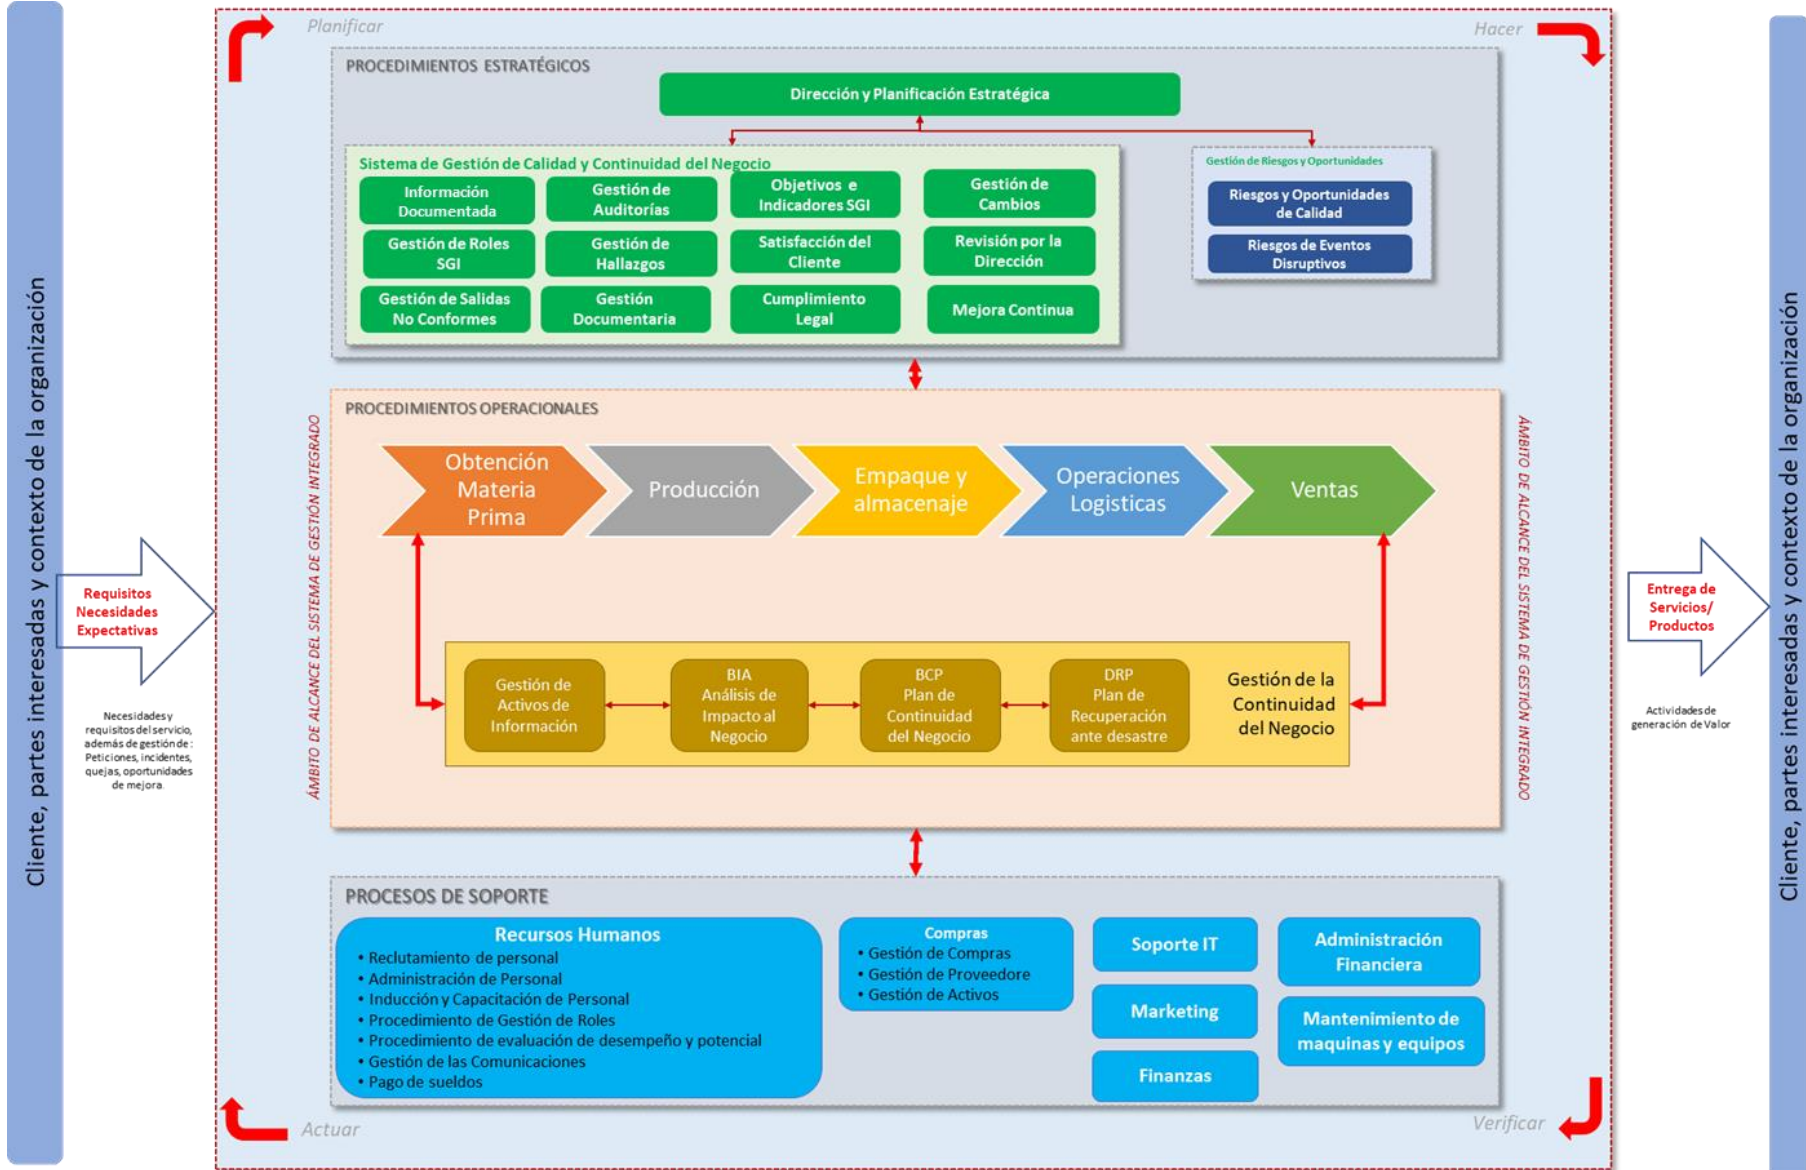 Planificar
Hacer
Cliente, partes interesadas y contexto de la organización
PROCEDIMIENTOS ESTRATÉGICOS
Dirección y Planificación Estratégica
Sistema de Gestión de Calidad y Continuidad del Negocio
Información
Documentada
Gestión de
Auditorías
Objetivos e
Indicadores SGI
Gestión de
Cambios
Gestión de Roles
SGI
Gestión de
Hallazgos
Satisfacción del
Cliente
Revisión por la
Dirección
Gestión de Salidas
No Conformes
Gestión
Documentaria
Cumplimiento
Legal
Mejora Continua
Gestión de Riesgos y Oportunidades
Riesgos y Oportunidades
de Calidad
Riesgos de Eventos
Disruptivos
Requisitos
Necesidades
Expectativas
Necesidades y
requisitos del servicio,
además de gestión de :
Peticiones, incidentes,
quejas, oportunidades
de mejora.
ÁMBITO DE ALCANCE DEL SISTEMA DE GESTIÓN INTEGRADO
PROCEDIMIENTOS OPERACIONALES
Obtención
Materia
Prima
Producción
Empaque y
almacenaje
Operaciones
Logisticas
Ventas
Gestión de
Activos de
Información
BIA
Análisis de
Impacto al
Negocio
BCP
Plan de
Continuidad
del Negocio
DRP
Plan de
Recuperación
ante desastre
Gestión de la
Continuidad
del Negocio
ÁMBITO DE ALCANCE DEL SISTEMA DE GESTIÓN INTEGRADO
Entrega de
Servicios/
Productos
Actividades de
generación de Valor
Cliente, partes interesadas y contexto de la organización
PROCESOS DE SOPORTE
Recursos Humanos
• Reclutamiento de personal
• Administración de Personal
• Inducción y Capacitación de Personal
• Procedimiento de Gestión de Roles
• Procedimiento de evaluación de desempeño y potencial
• Gestión de las Comunicaciones
• Pago de sueldos
Compras
• Gestión de Compras
• Gestión de Proveedore
• Gestión de Activos
Soporte IT
Marketing
Finanzas
Administración
Financiera
Mantenimiento de
maquinas y equipos
Actuar
Verificar